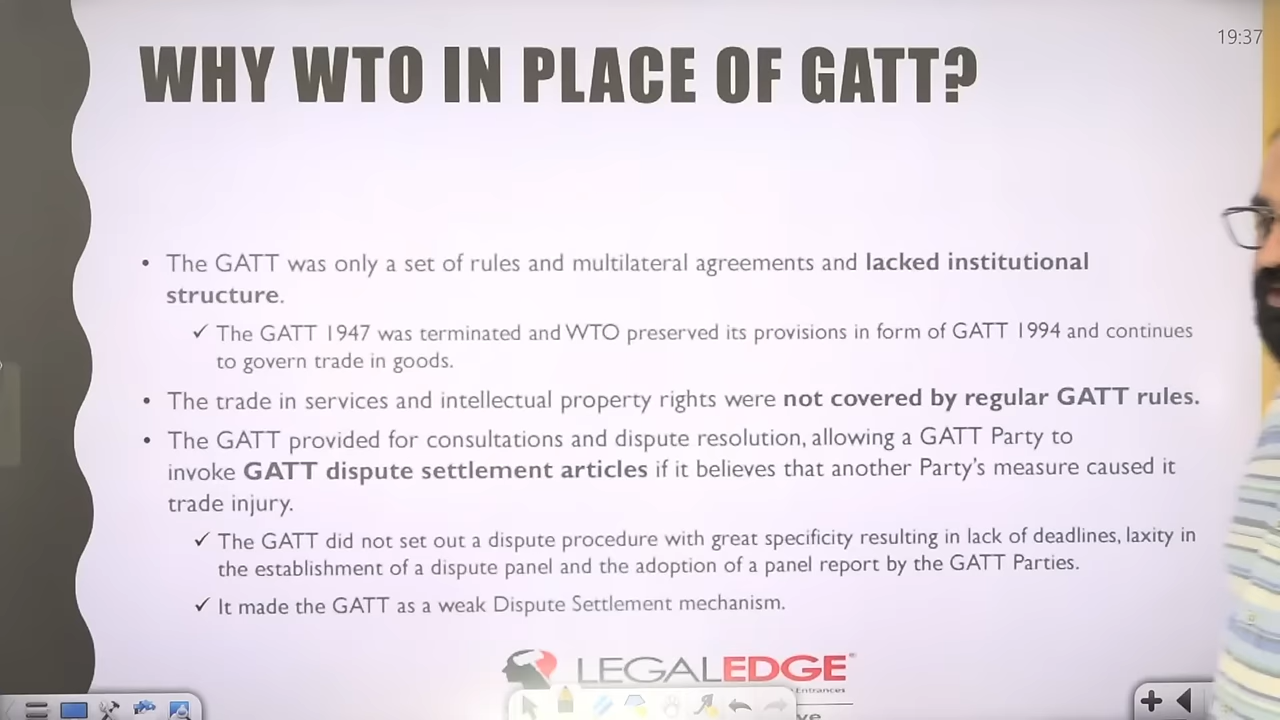 19:37
WHY WTO IN PLACE OF GATT?
• The GATT was only a set of rules and multilateral agreements and lacked institutional
structure.
✓ The GATT 1947 was terminated and WTO preserved its provisions in form of GATT 1994 and continues
to govern trade in goods.
• The trade in services and intellectual property rights were not covered by regular GATT rules.
• The GATT provided for consultations and dispute resolution, allowing a GATT Party to
invoke GATT dispute settlement articles if it believes that another Party's measure caused it
trade injury.
✓ The GATT did not set out a dispute procedure with great specificity resulting in lack of deadlines, laxity in
the establishment of a dispute panel and the adoption of a panel report by the GATT Parties.
✓ It made the GATT as a weak Dispute Settlement mechanism.
LEGALEDGE
Entrances